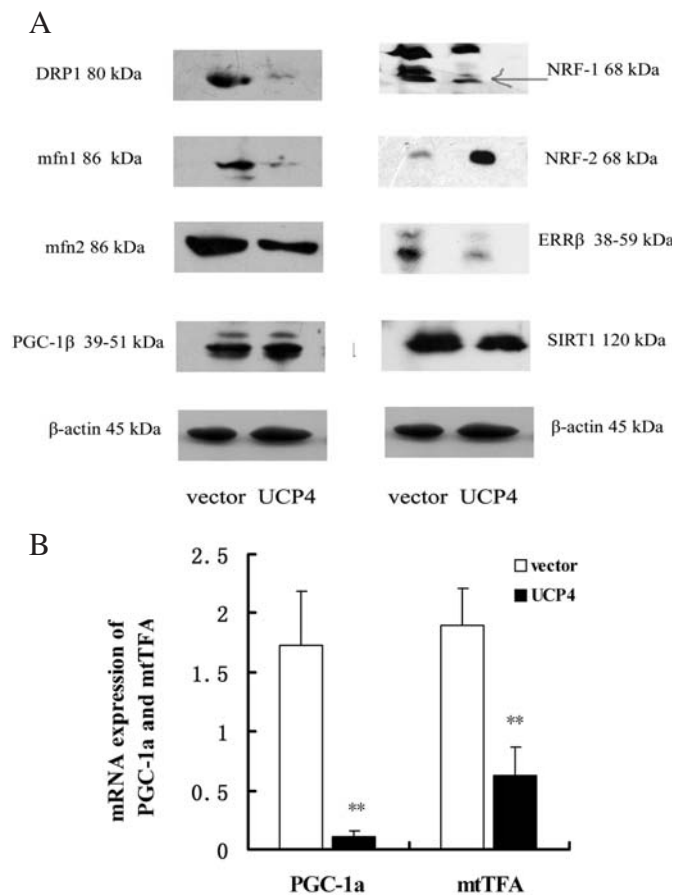 A
DRP1 80 kDa
NRF-1 68 kDa
mfn1 86 kDa
NRF-2 68 kDa
mfn2 86 kDa
ERRβ 38-59 kDa
PGC-1β 39-51 kDa
SIRT1 120 kDa
β-actin 45 kDa
β-actin 45 kDa
vector UCP4
vector UCP4
B
mRNA expression of
PGC-1a and mtTFA
2.5
2
1.5
1
0.5
0
vector
UCP4
**
**
PGC-1a
mtTFA